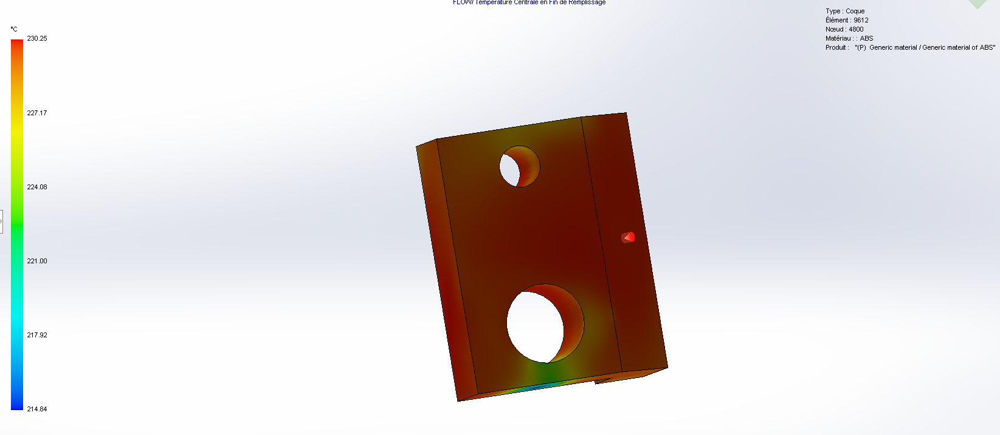 FLOW/ Température Centrale en Fin de Remplissage
Type : Coque
Élément : 9612
Nœud : 4800
Matériau : : ABS
Produit : "(P) Generic material / Generic material of ABS"
°C
230.25
227.17
224.08
221.00
217.92
214.84